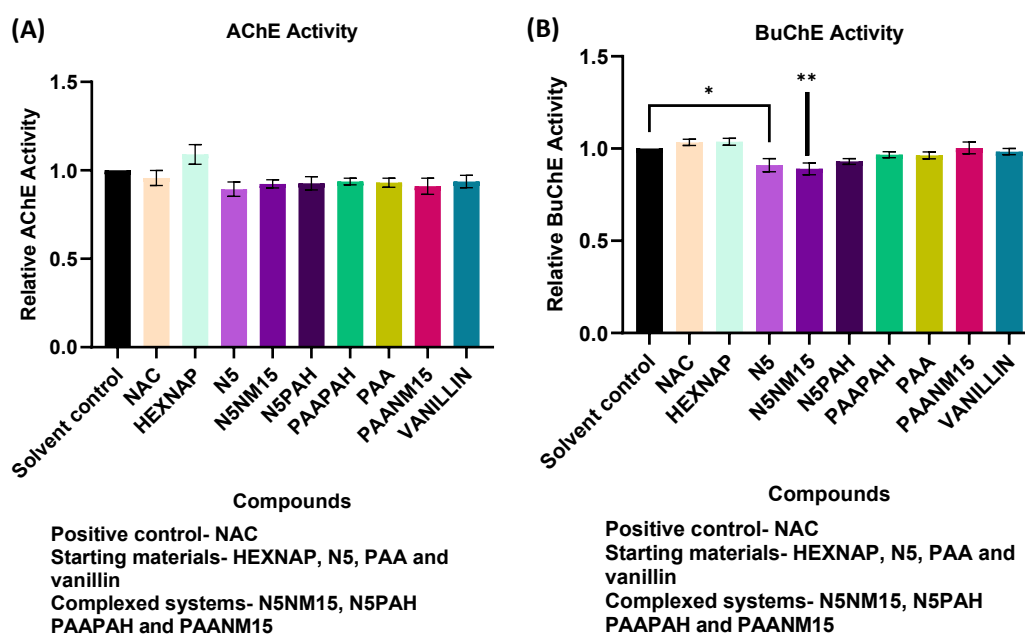 (A)
AChE Activity
Relative AChE Activity
1.5
1.0
0.5
0.0
Solvent control
NAC
HEXNAP
N5
N5NM15
N5PAH
PAAPAH
PAA
PAANM15
VANILLIN
Compounds
Positive control- NAC
Starting materials- HEXNAP, N5, PAA and
vanillin
Complexed systems- N5NM15, N5PAH
PAAPAH and PAANM15
(B)
BuChE Activity
Relative BuChE Activity
1.5
1.0
0.5
0.0
*
**
Solvent control
NAC
HEXNAP
N5
N5NM15
N5PAH
PAAPAH
PAA
PAANM15
VANILLIN
Compounds
Positive control- NAC
Starting materials- HEXNAP, N5, PAA and
vanillin
Complexed systems- N5NM15, N5PAH
PAAPAH and PAANM15